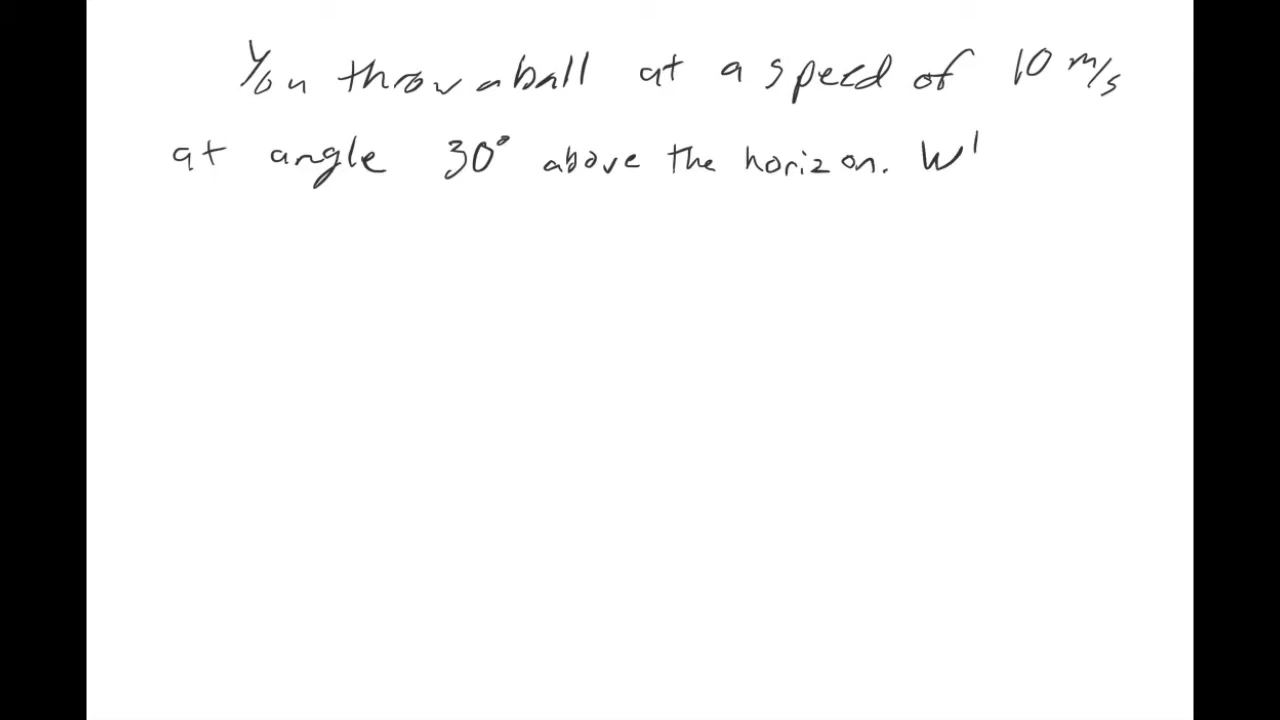 You throw a ball at a speed of 10 m/s
at angle 30° above the horizon. W